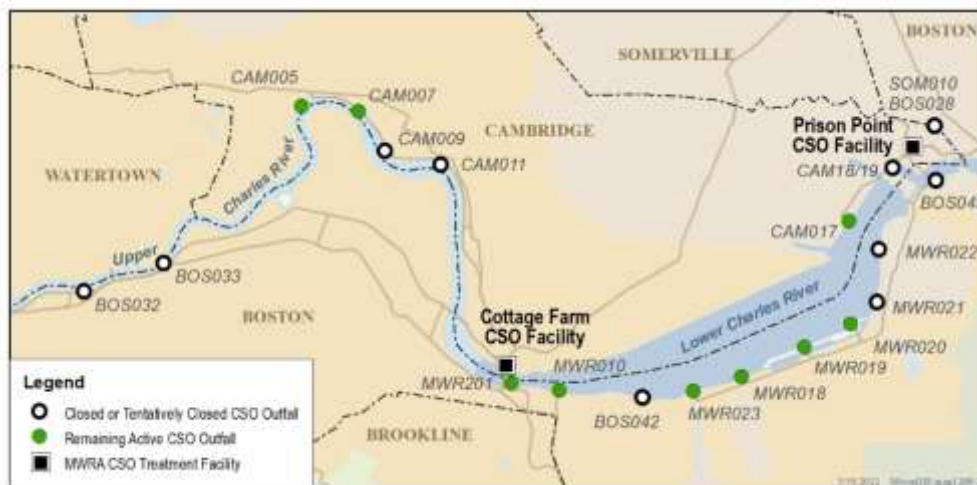 BOSTON
SOMERVILLE
SOM010
BOS028
CAM005
CAM007
Prison Point
CSO Facility
CAM009
CAMBRIDGE
CAM011
CAM18/19
WATERTOWN
Charles River
BOS04
CAM017
Upper
BOS033
MWR022
BOS032
MWR021
BOSTON
Cottage Farm
CSO Facility
Lower Charles River
MWR020
MWR010
MWR019
MWR201
MWR018
BOS042
MWR023
BROOKLINE
Legend
Closed or Tentatively Closed CSO Outfall
Remaining Active CSO Outfall
MWRA CSO Treatment Facility